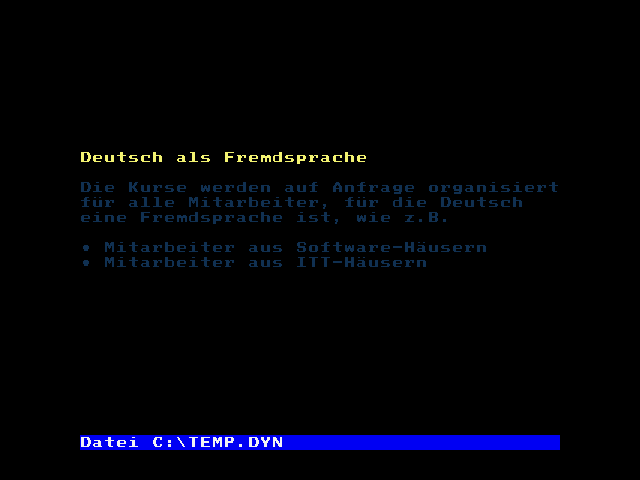 Deutsch als Fremdsprache
Die Kurse werden auf Anfrage organisiert
für alle Mitarbeiter, für die Deutsch
eine Fremdsprache ist, wie z.B.
• Mitarbeiter aus Software-Häusern
• Mitarbeiter aus ITT-Häusern
Datei C:\TEMP.DYN